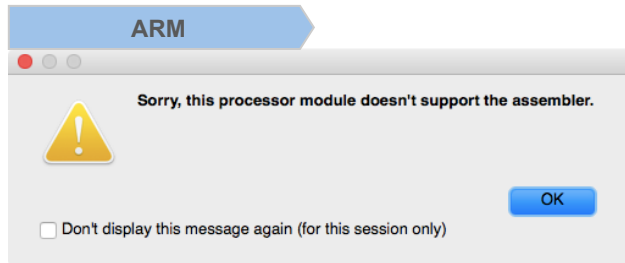 ARM
Sorry, this processor module doesn't support the assembler.
OK
Don't display this message again (for this session only)